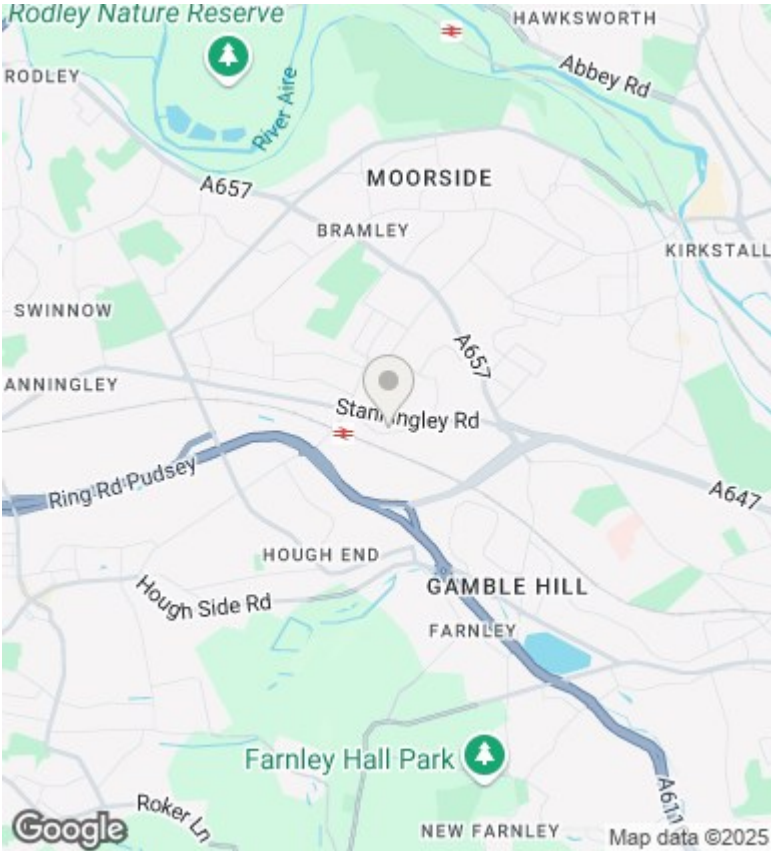 Rodley Nature Reserve
HAWKSWORTH
RODLEY
Abbey Rd
River Aire
A657
MOORSIDE
BRAMLEY
KIRKSTALL
SWINNOW
A657
ANNINGLEY
Stanningley Rd
Ring Rd Pudsey
A647
HOUGH END
GAMBLE HILL
Hough Side Rd
FARNLEY
Farnley Hall Park
A611
Roker Ln
Google
NEW FARNLEY
Map data ©2025